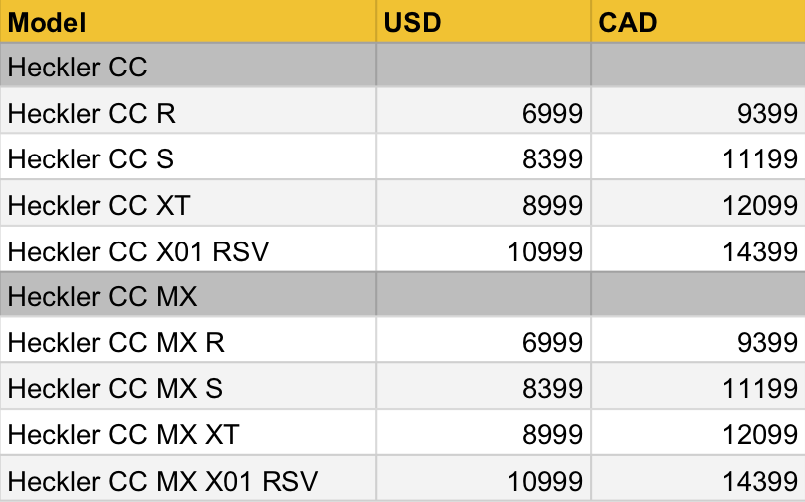 Model USD CAD
Heckler CC
Heckler CC R 6999 9399
Heckler CC S 8399 11199
Heckler CC XT 8999 12099
Heckler CC X01 RSV 10999 14399
Heckler CC MX
Heckler CC MX R 6999 9399
Heckler CC MX S 8399 11199
Heckler CC MX XT 8999 12099
Heckler CC MX X01 RSV 10999 14399